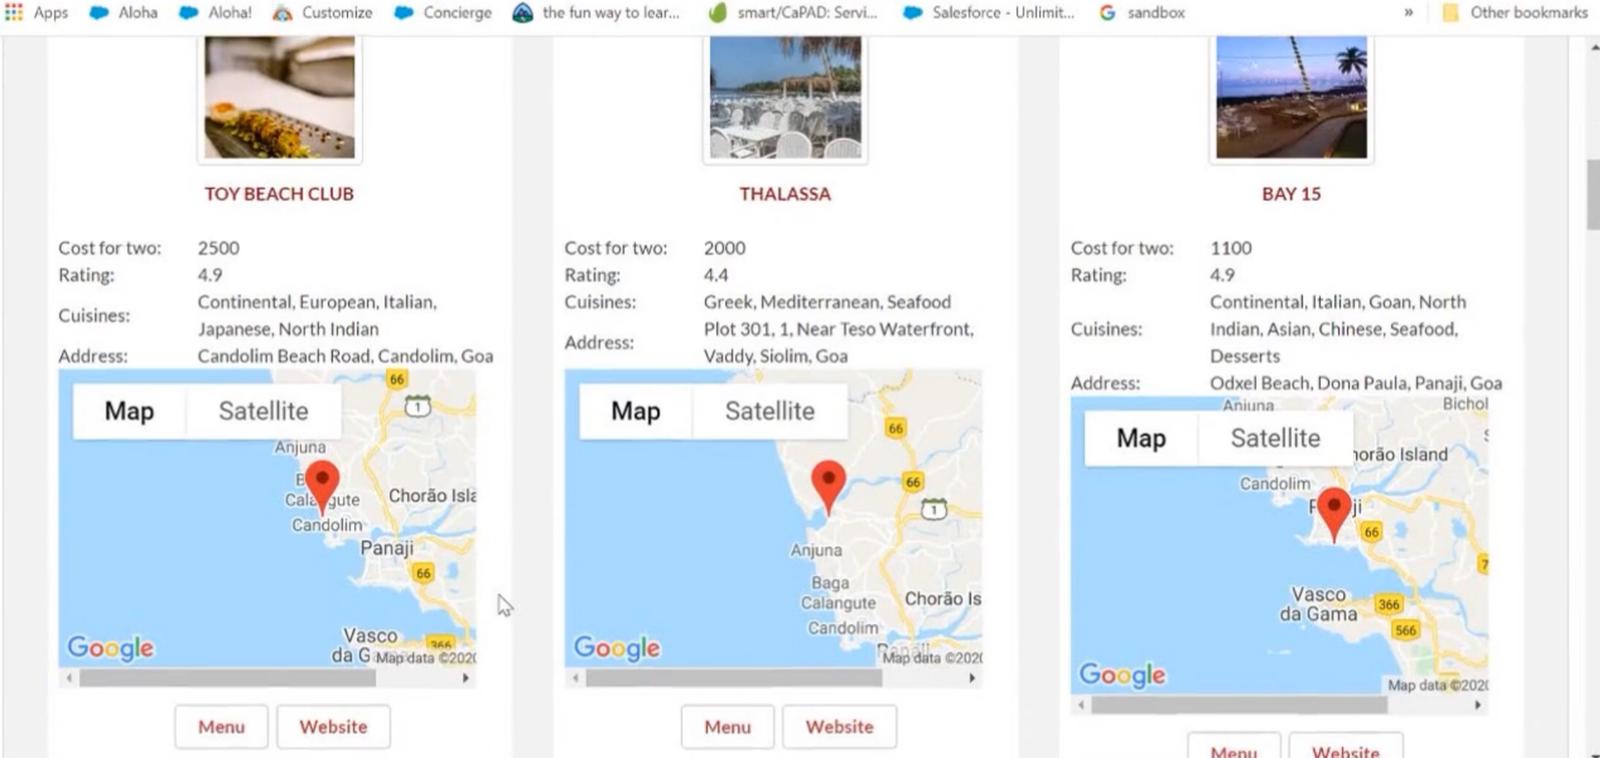 Apps Aloha Aloha! Customize Concierge the fun way to lear... smart/CaPAD: Servi... Salesforce - Unlimit... sandbox » Other bookmarks
TOY BEACH CLUB
Cost for two: 2500
Rating: 4.9
Cuisines: Continental, European, Italian,
Japanese, North Indian
Address: Candolim Beach Road, Candolim, Goa
66
1
Map Satellite
Anjuna
Chorão Isla
Candolim
Panaji
66
Vasco
da G
366
Google
Map data ©2020
Menu Website
THALASSA
Cost for two: 2000
Rating: 4.4
Cuisines: Greek, Mediterranean, Seafood
Address: Plot 301, 1, Near Teso Waterfront,
Vaddy, Siolim, Goa
Map Satellite
66
66
1
Anjuna
Baga
Calangute
Chorão Is
Candolim
Google
Map data ©2020
Menu Website
BAY 15
Cost for two: 1100
Rating: 4.9
Cuisines: Continental, Italian, Goan, North
Indian, Asian, Chinese, Seafood,
Desserts
Address: Odxel Beach, Dona Paula, Panaji, Goa
Anjuna
Bichol
Map Satellite
horão Island
Candolim
66
Vasco
da Gama
366
566
Google
Map data ©2020
Menu Website